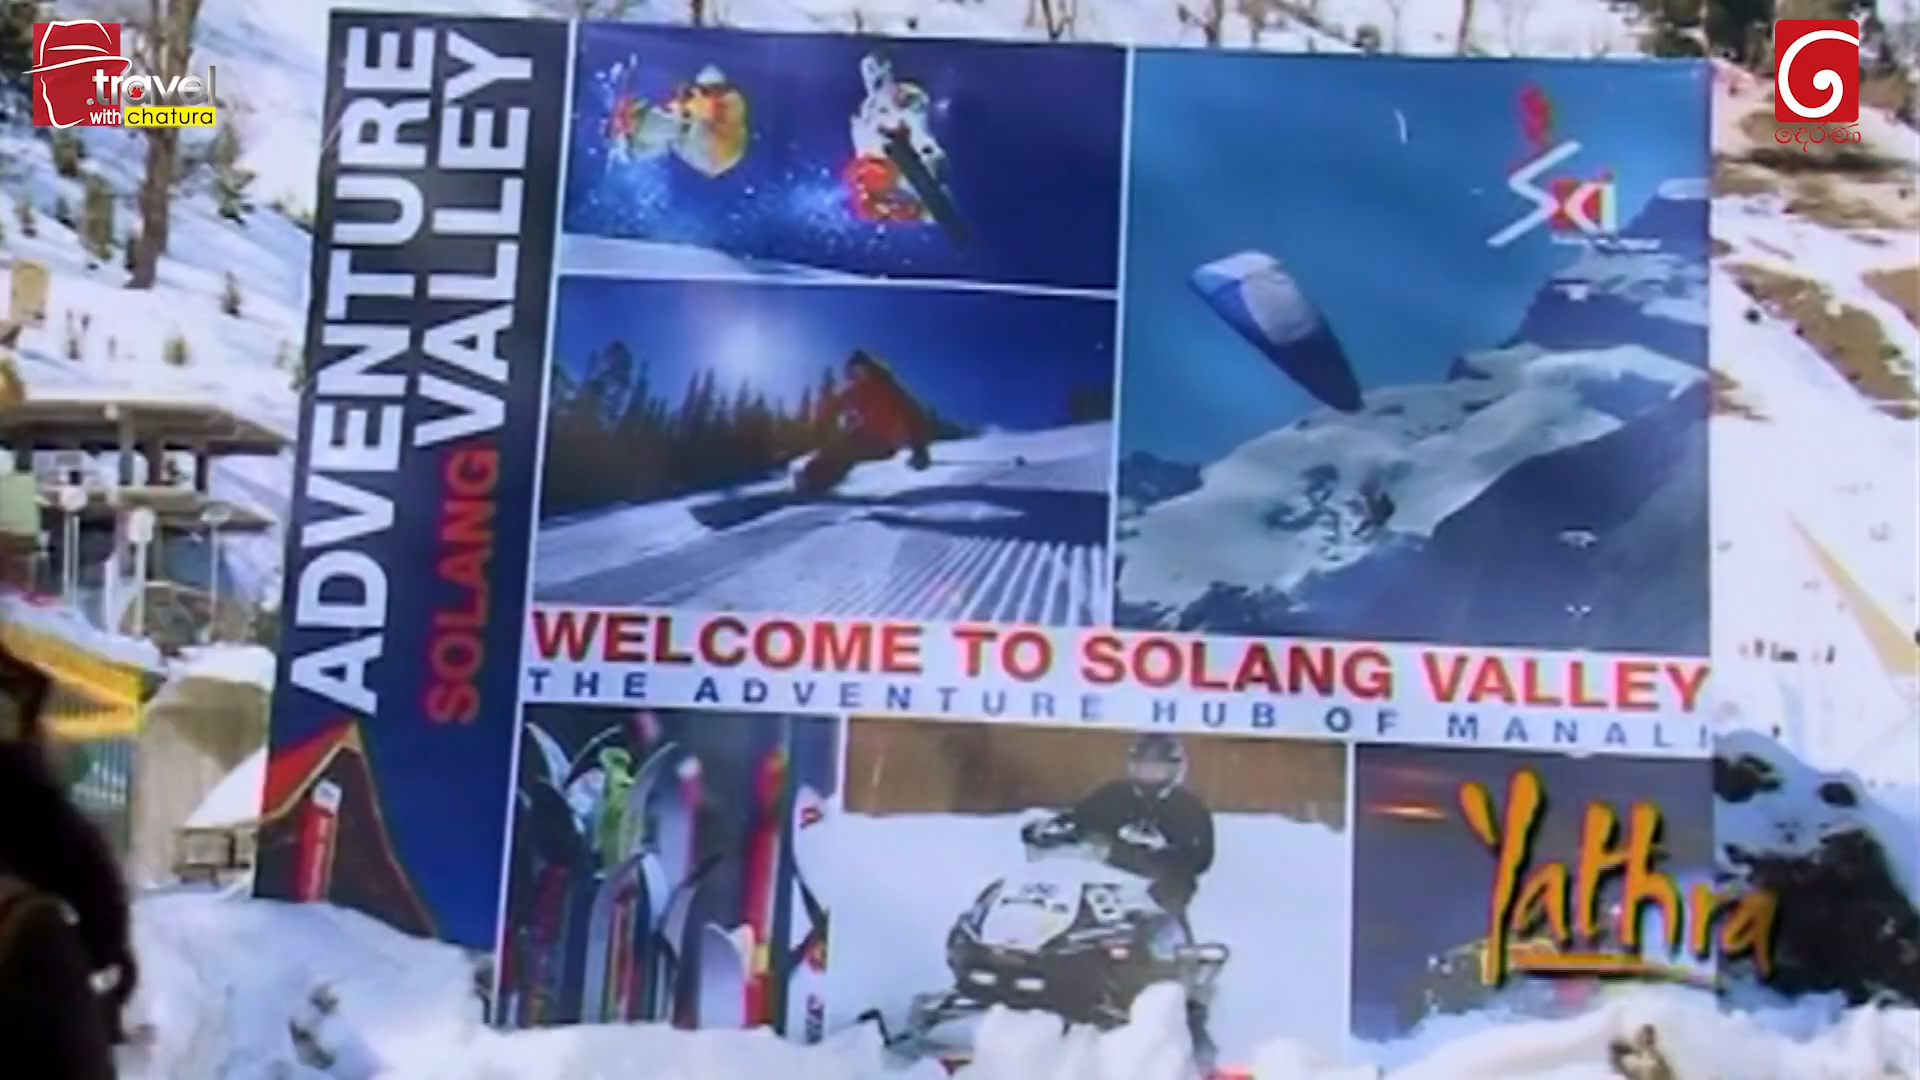 travel
with chatura
දෙරණ
ADVENTURE
SOLANG VALLEY
Ski
WELCOME TO SOLANG VALLEY
THE ADVENTURE HUB OF MANALI
Yathra